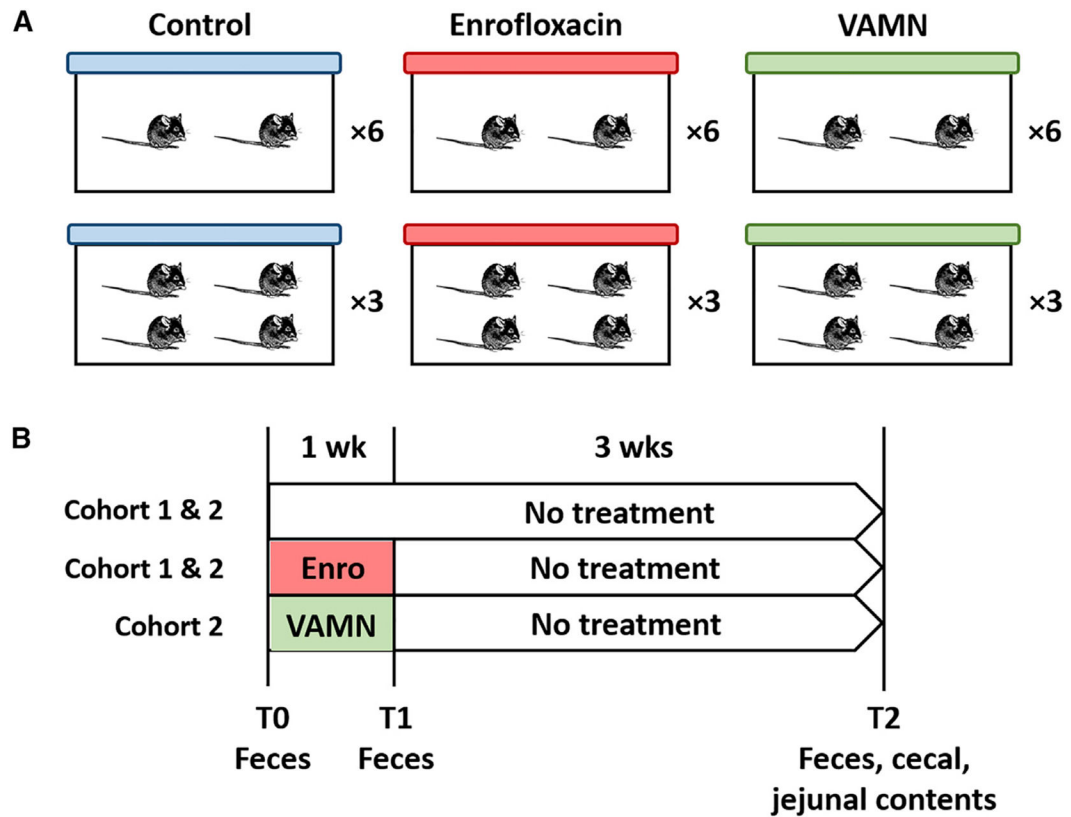 A
Control Enrofloxacin VAMN
×6 ×6 ×6
×3 ×3 ×3
B
1 wk 3 wks
Cohort 1 & 2 No treatment
Cohort 1 & 2 Enro No treatment
Cohort 2 VAMN No treatment
T0 T1 T2
Feces Feces Feces, cecal,
jejunal contents